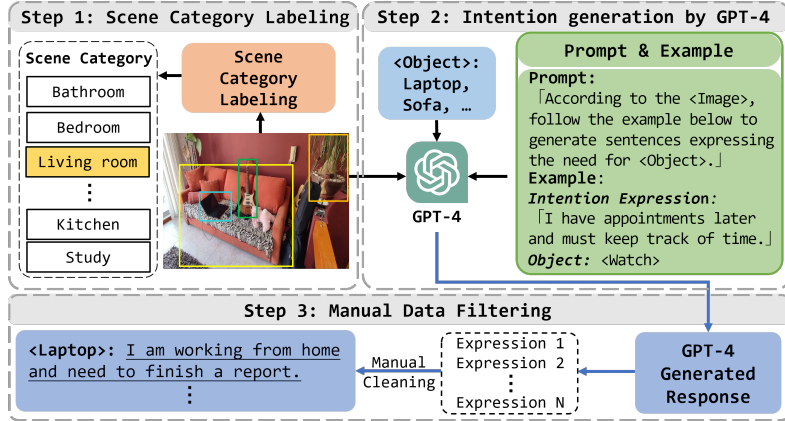 Step 1: Scene Category Labeling
Scene Category
Bathroom
Bedroom
Living room
Kitchen
Study
Scene
Category
Labeling
Step 2: Intention generation by GPT-4
<Object>:
Laptop,
Sofa, …
GPT-4
Prompt & Example
Prompt:
「According to the <Image>,
follow the example below to
generate sentences expressing
the need for <Object>.」
Example:
Intention Expression:
「I have appointments later
and must keep track of time.」
Object: <Watch>
Step 3: Manual Data Filtering
<Laptop>: I am working from home
and need to finish a report.
Manual
Cleaning
Expression 1
Expression 2
Expression N
GPT-4
Generated
Response